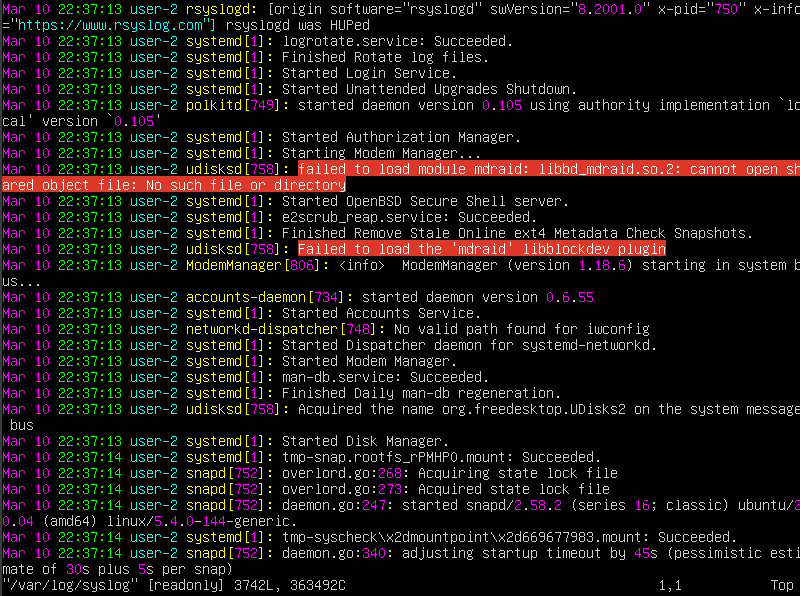 Mar 10 22:37:13 user-2 rsyslogd: [origin software="rsyslogd" swVersion="8.2001.0" x-pid="750" x-info
="https://www.rsyslog.com"] rsyslogd was HUPed
Mar 10 22:37:13 user-2 systemd[1]: logrotate.service: Succeeded.
Mar 10 22:37:13 user-2 systemd[1]: Finished Rotate log files.
Mar 10 22:37:13 user-2 systemd[1]: Started Login Service.
Mar 10 22:37:13 user-2 systemd[1]: Started Unattended Upgrades Shutdown.
Mar 10 22:37:13 user-2 polkitd[749]: started daemon version 0.105 using authority implementation `lo
cal' version `0.105'
Mar 10 22:37:13 user-2 systemd[1]: Started Authorization Manager.
Mar 10 22:37:13 user-2 systemd[1]: Starting Modem Manager...
Mar 10 22:37:13 user-2 udisksd[758]: failed to load module mdraid: libbd_mdraid.so.2: cannot open sh
ared object file: No such file or directory
Mar 10 22:37:13 user-2 systemd[1]: Started OpenBSD Secure Shell server.
Mar 10 22:37:13 user-2 systemd[1]: e2scrub_reap.service: Succeeded.
Mar 10 22:37:13 user-2 systemd[1]: Finished Remove Stale Online ext4 Metadata Check Snapshots.
Mar 10 22:37:13 user-2 udisksd[758]: Failed to load the 'mdraid' libblockdev plugin
Mar 10 22:37:13 user-2 ModemManager[806]: <info>  ModemManager (version 1.18.6) starting in system b
us...
Mar 10 22:37:13 user-2 accounts-daemon[734]: started daemon version 0.6.55
Mar 10 22:37:13 user-2 systemd[1]: Started Accounts Service.
Mar 10 22:37:13 user-2 networkd-dispatcher[748]: No valid path found for iwconfig
Mar 10 22:37:13 user-2 systemd[1]: Started Dispatcher daemon for systemd-networkd.
Mar 10 22:37:13 user-2 systemd[1]: Started Modem Manager.
Mar 10 22:37:13 user-2 systemd[1]: man-db.service: Succeeded.
Mar 10 22:37:13 user-2 systemd[1]: Finished Daily man-db regeneration.
Mar 10 22:37:13 user-2 udisksd[758]: Acquired the name org.freedesktop.UDisks2 on the system message
 bus
Mar 10 22:37:13 user-2 systemd[1]: Started Disk Manager.
Mar 10 22:37:14 user-2 systemd[1]: tmp-snap.rootfs_rPMHPO.mount: Succeeded.
Mar 10 22:37:14 user-2 snapd[752]: overlord.go:268: Acquiring state lock file
Mar 10 22:37:14 user-2 snapd[752]: overlord.go:273: Acquired state lock file
Mar 10 22:37:14 user-2 snapd[752]: daemon.go:247: started snapd/2.58.2 (series 16; classic) ubuntu/2
0.04 (amd64) linux/5.4.0-144-generic.
Mar 10 22:37:14 user-2 systemd[1]: tmp-syscheck\x2dmountpoint\x2d669677983.mount: Succeeded.
Mar 10 22:37:14 user-2 snapd[752]: daemon.go:340: adjusting startup timeout by 45s (pessimistic esti
mate of 30s plus 5s per snap)
"/var/log/syslog" [readonly] 3742L, 363492C 1,1 Top